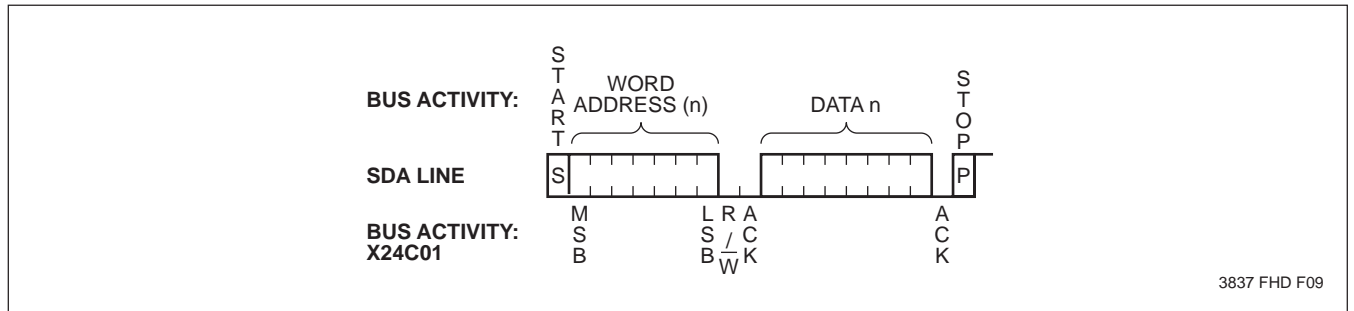 START
BUS ACTIVITY:
WORD
ADDRESS (n)
DATA n
STOP
SDA LINE
S
P
BUS ACTIVITY:
X24C01
MSB
LSB
R/W
ACK
ACK
3837 FHD F09